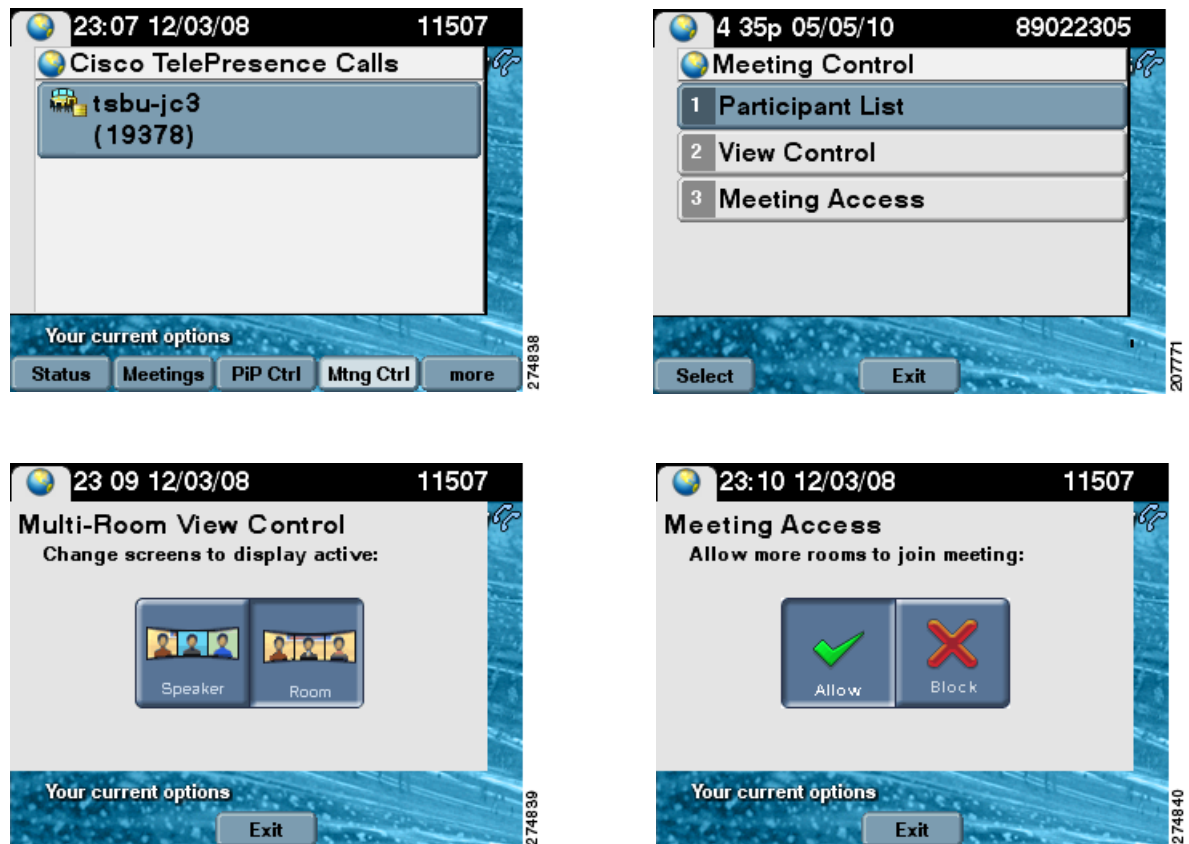 23:07 12/03/08 11507
Cisco TelePresence Calls
tsbu-jc3
(19378)
Your current options
Status Meetings PiP Ctrl Mtng Ctrl more
274838
4 35p 05/05/10 89022305
Meeting Control
1 Participant List
2 View Control
3 Meeting Access
Select Exit
207771
23 09 12/03/08 11507
Multi-Room View Control
Change screens to display active:
Speaker Room
Your current options
Exit
274839
23:10 12/03/08 11507
Meeting Access
Allow more rooms to join meeting:
Allow Block
Your current options
Exit
274840